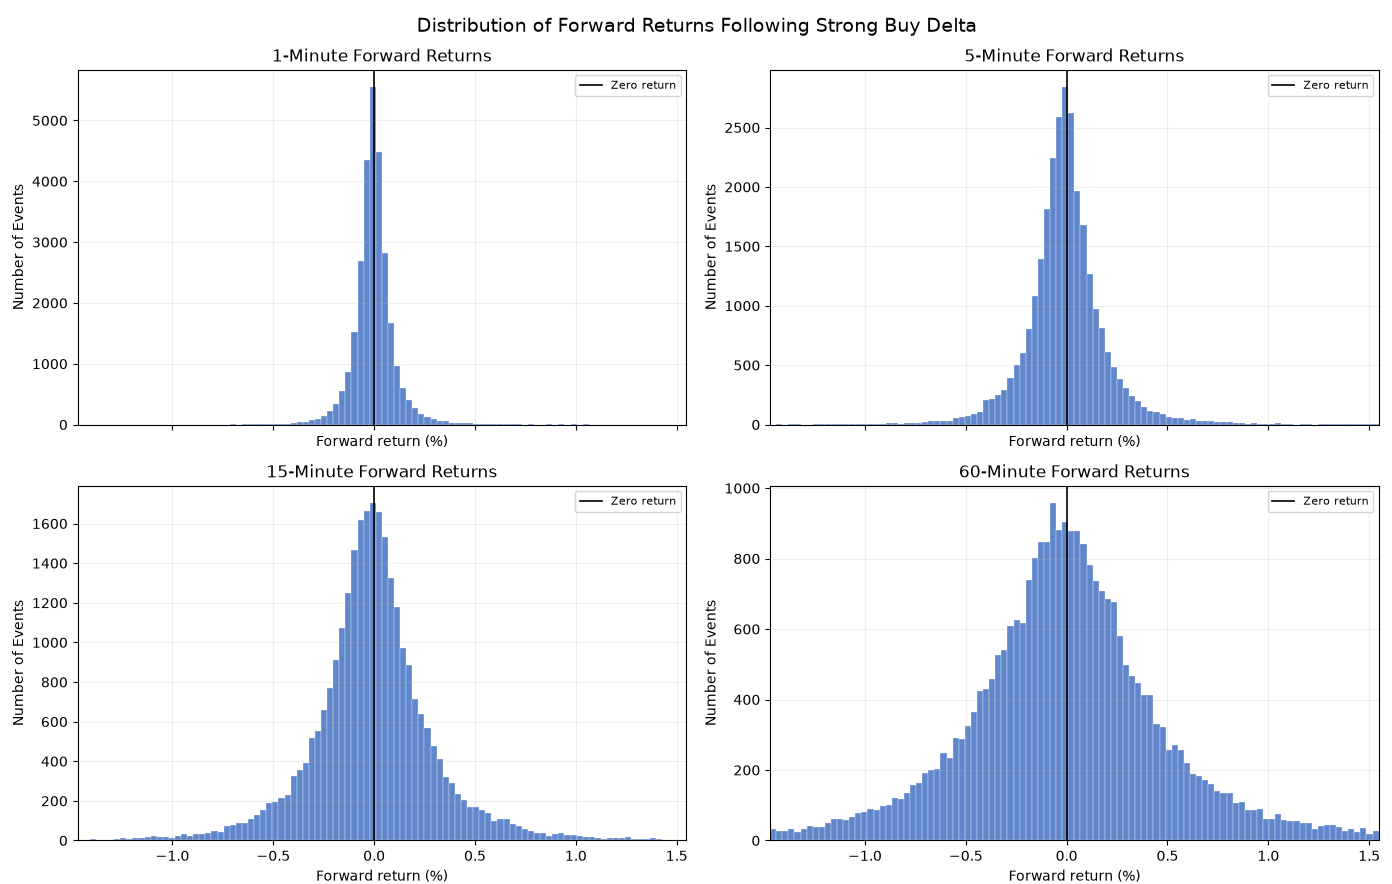 Distribution of Forward Returns Following Strong Buy Delta
1-Minute Forward Returns
Number of Events
5000
4000
3000
2000
1000
0
Zero return
Forward return (%)
5-Minute Forward Returns
Number of Events
2500
2000
1500
1000
500
0
Zero return
Forward return (%)
15-Minute Forward Returns
Number of Events
1600
1400
1200
1000
800
600
400
200
0
Zero return
−1.0 −0.5 0.0 0.5 1.0 1.5
Forward return (%)
60-Minute Forward Returns
Number of Events
1000
800
600
400
200
0
Zero return
−1.0 −0.5 0.0 0.5 1.0 1.5
Forward return (%)